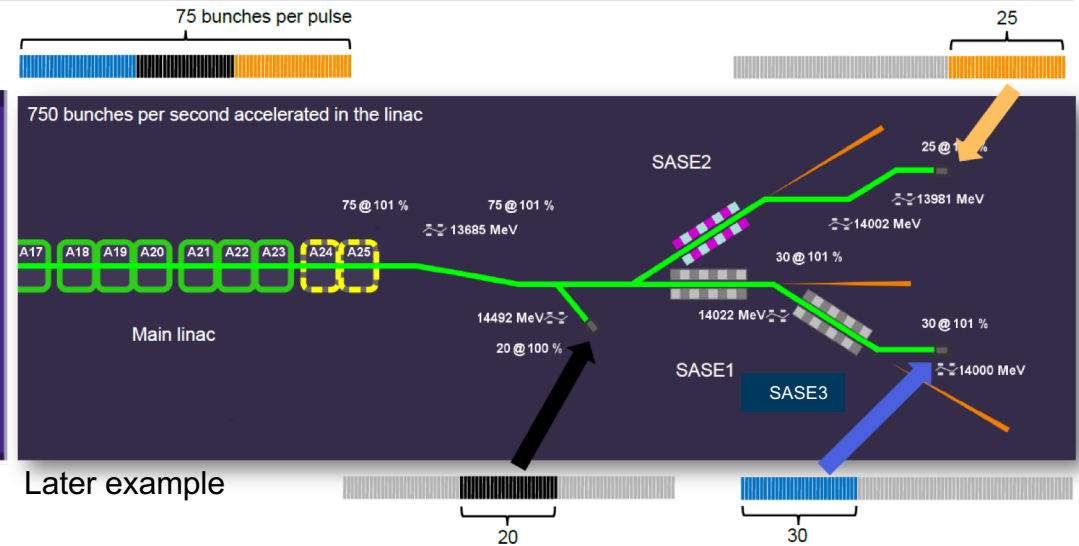 75 bunches per pulse
25
750 bunches per second accelerated in the linac
SASE2
25 @ 1 %
75 @ 101 %
75 @ 101 %
13981 MeV
13685 MeV
14002 MeV
A17
A18
A19
A20
A21
A22
A23
A24
A25
30 @ 101 %
14492 MeV
14022 MeV
30 @ 101 %
Main linac
20 @ 100 %
SASE1
14000 MeV
SASE3
Later example
20
30